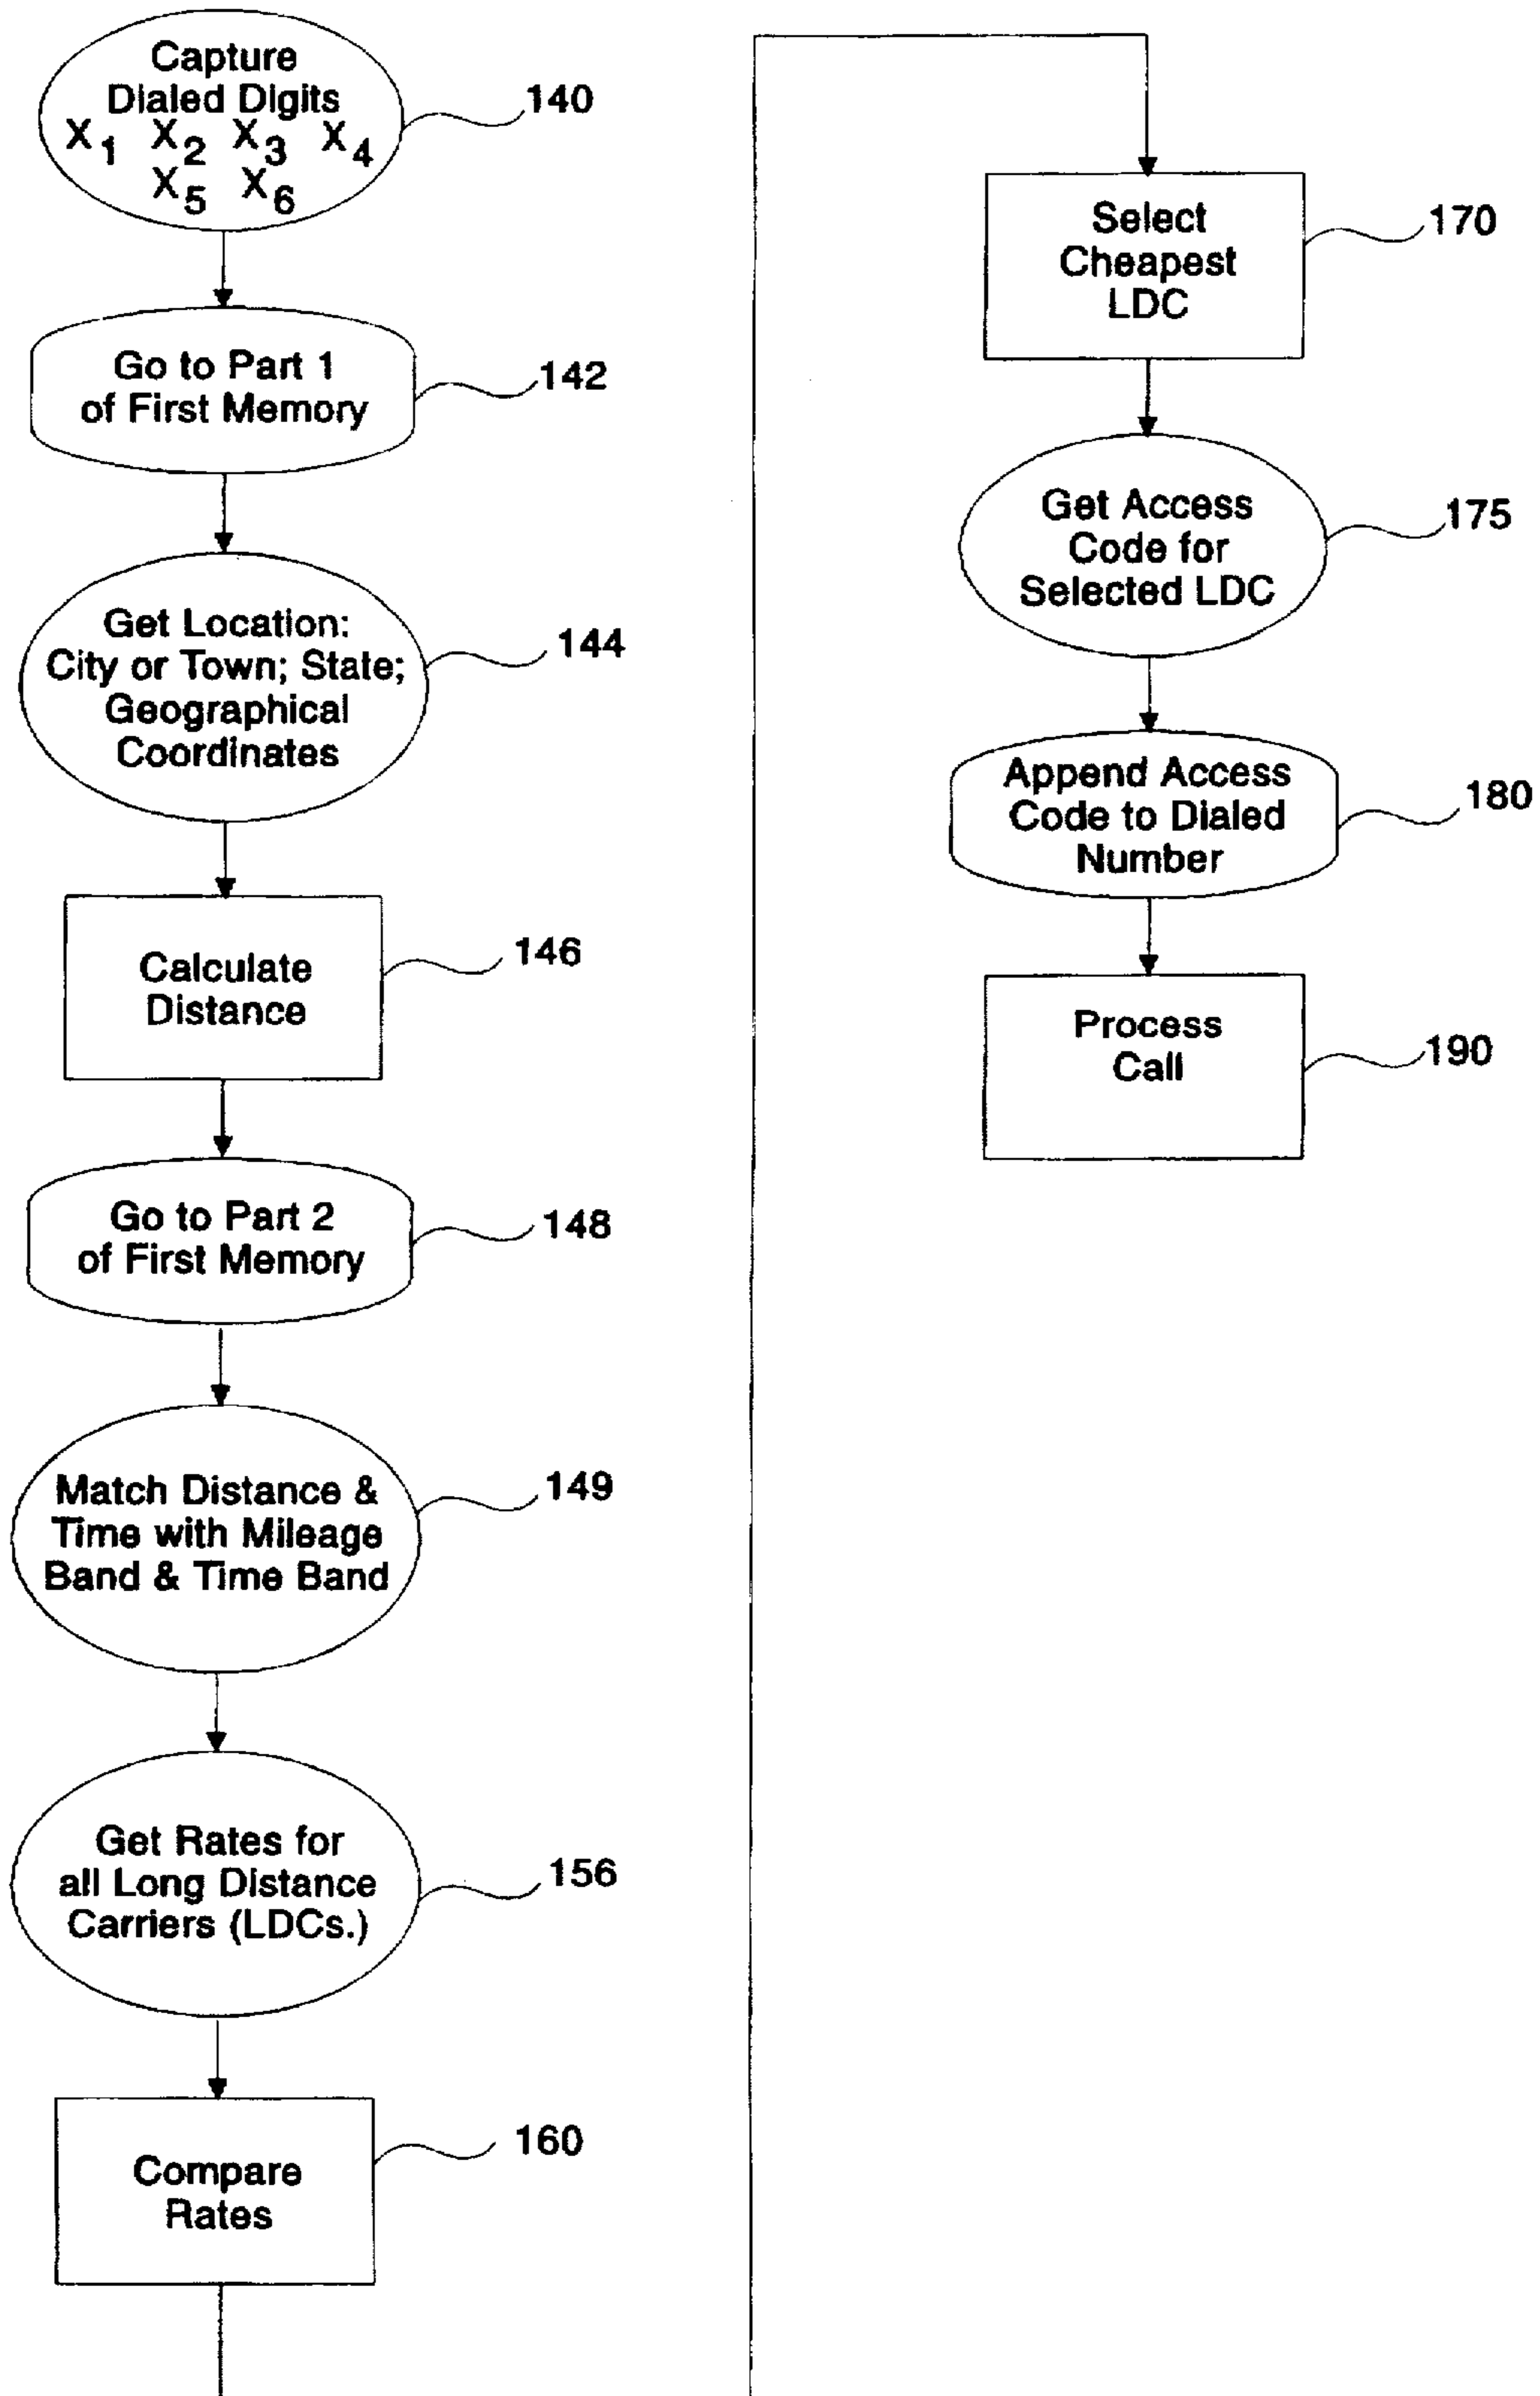 Capture
Dialed Digits
X1 X2 X3 X4
X5 X6
140
Go to Part 1
of First Memory
142
Get Location:
City or Town; State;
Geographical
Coordinates
144
Calculate
Distance
146
Go to Part 2
of First Memory
148
Match Distance &
Time with Mileage
Band & Time Band
149
Get Rates for
all Long Distance
Carriers (LDCs.)
156
Compare
Rates
160
Select
Cheapest
LDC
170
Get Access
Code for
Selected LDC
175
Append Access
Code to Dialed
Number
180
Process
Call
190